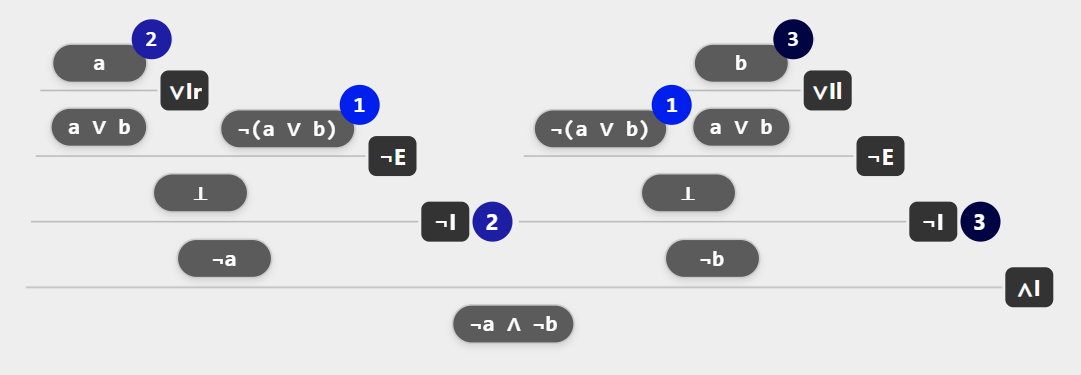 a 2 b 3
∨Ir ∨Il
a ∨ b ¬(a ∨ b) 1 ¬(a ∨ b) 1 a ∨ b
¬E ¬E
⊥ ⊥
¬I 2 ¬I 3
¬a ¬b
∧I
¬a ∧ ¬b